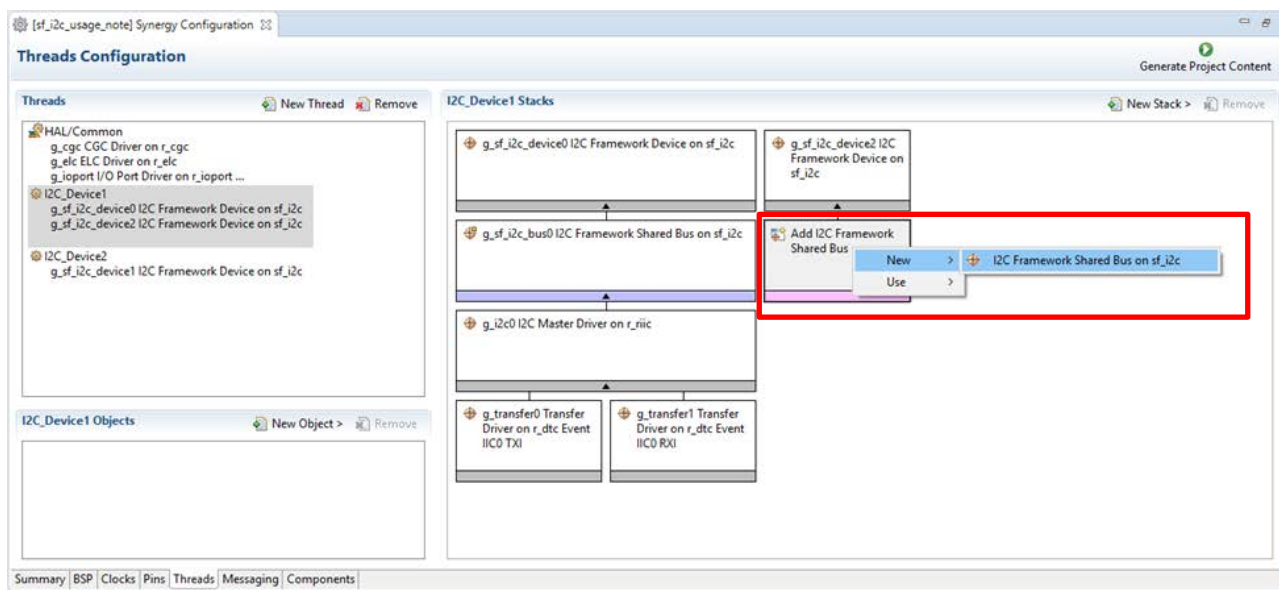 [sf_i2c_usage_note] Synergy Configuration
Threads Configuration
Generate Project Content
Threads
New Thread
Remove
HAL/Common
g_cgc CGC Driver on r_cgc
g_elc ELC Driver on r_elc
g_ioport I/O Port Driver on r_ioport ...
I2C_Device1
g_sf_i2c_device0 I2C Framework Device on sf_i2c
g_sf_i2c_device2 I2C Framework Device on sf_i2c
I2C_Device2
g_sf_i2c_device1 I2C Framework Device on sf_i2c
I2C_Device1 Objects
New Object >
Remove
I2C_Device1 Stacks
New Stack >
Remove
g_sf_i2c_device0 I2C Framework Device on sf_i2c
g_sf_i2c_device2 I2C
Framework Device on
sf_i2c
g_sf_i2c_bus0 I2C Framework Shared Bus on sf_i2c
Add I2C Framework
Shared Bus
New >
I2C Framework Shared Bus on sf_i2c
Use >
g_i2c0 I2C Master Driver on r_riic
g_transfer0 Transfer
Driver on r_dtc Event
IIC0 TXI
g_transfer1 Transfer
Driver on r_dtc Event
IIC0 RXI
Summary BSP Clocks Pins Threads Messaging Components